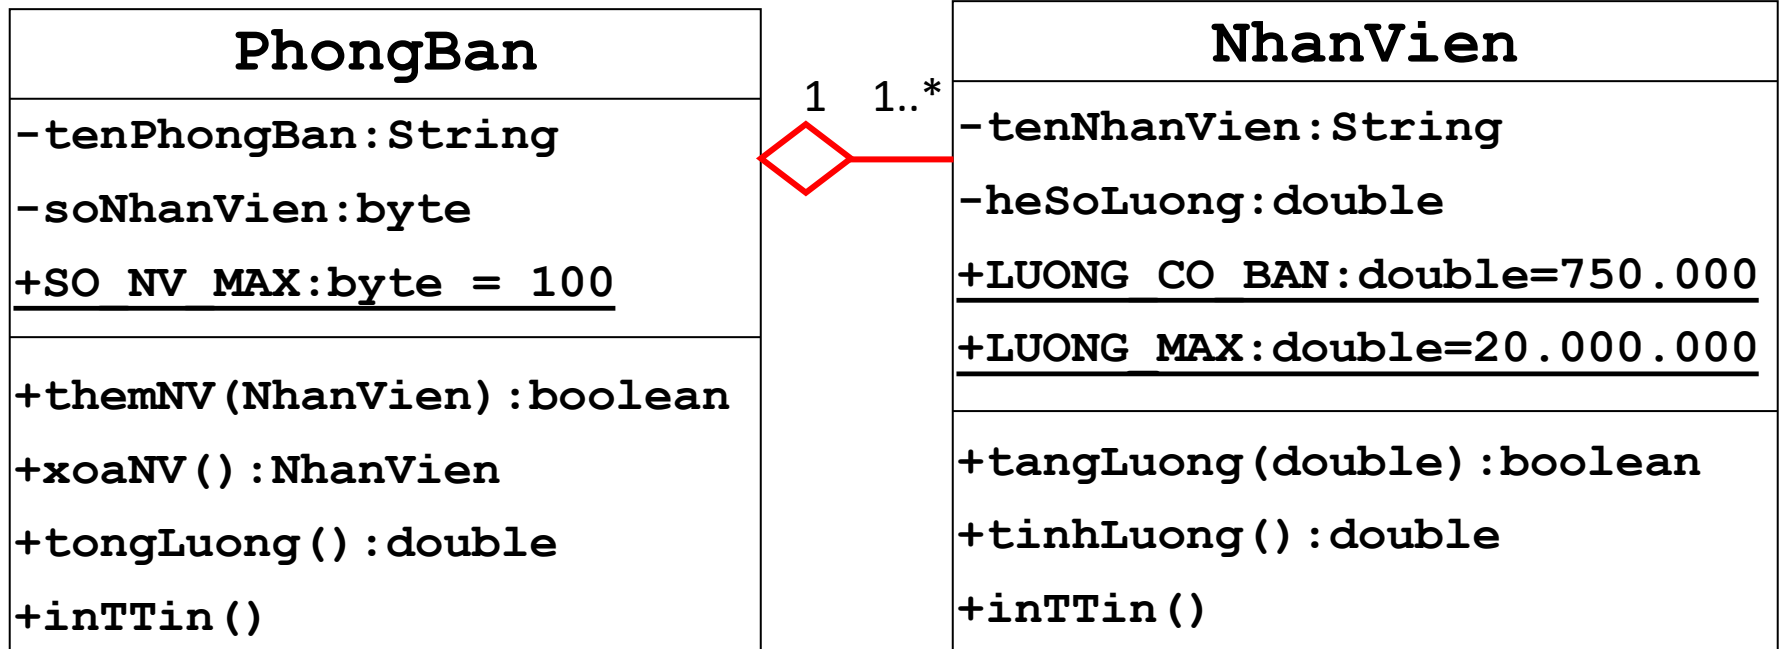 PhongBan
-tenPhongBan:String
-soNhanVien:byte
+SO_NV_MAX:byte = 100
+themNV(NhanVien):boolean
+xoaNV():NhanVien
+tongLuong():double
+inTTin()
1 1..*
NhanVien
-tenNhanVien:String
-heSoLuong:double
+LUONG_CO_BAN:double=750.000
+LUONG_MAX:double=20.000.000
+tangLuong(double):boolean
+tinhLuong():double
+inTTin()